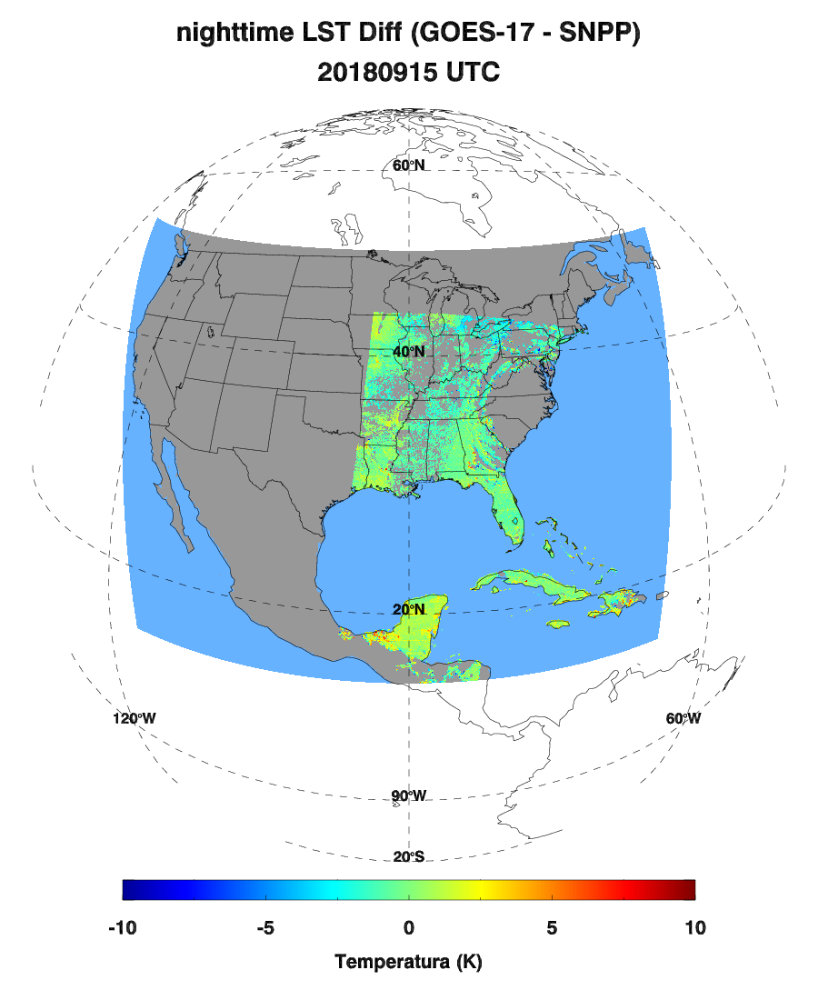 nighttime LST Diff (GOES-17 - SNPP)
20180915 UTC
60°N
40°N
20°N
120°W
60°W
90°W
20°S
-10 -5 0 5 10
Temperatura (K)